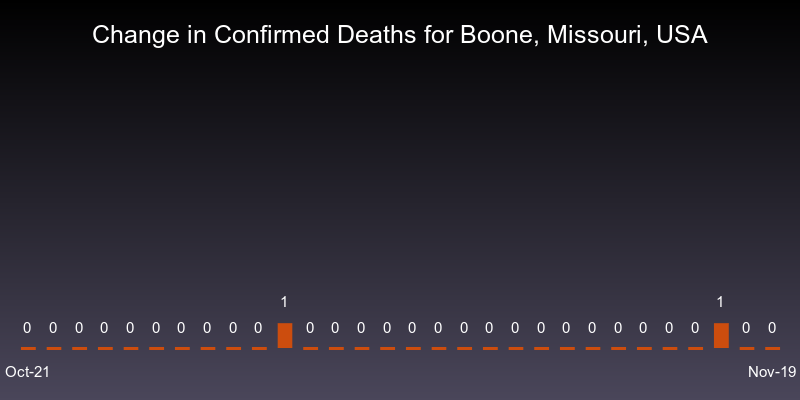 Change in Confirmed Deaths for Boone, Missouri, USA
1 1
0 0 0 0 0 0 0 0 0 0 0 0 0 0 0 0 0 0 0 0 0 0 0 0 0 0 0 0
Oct-21 Nov-19